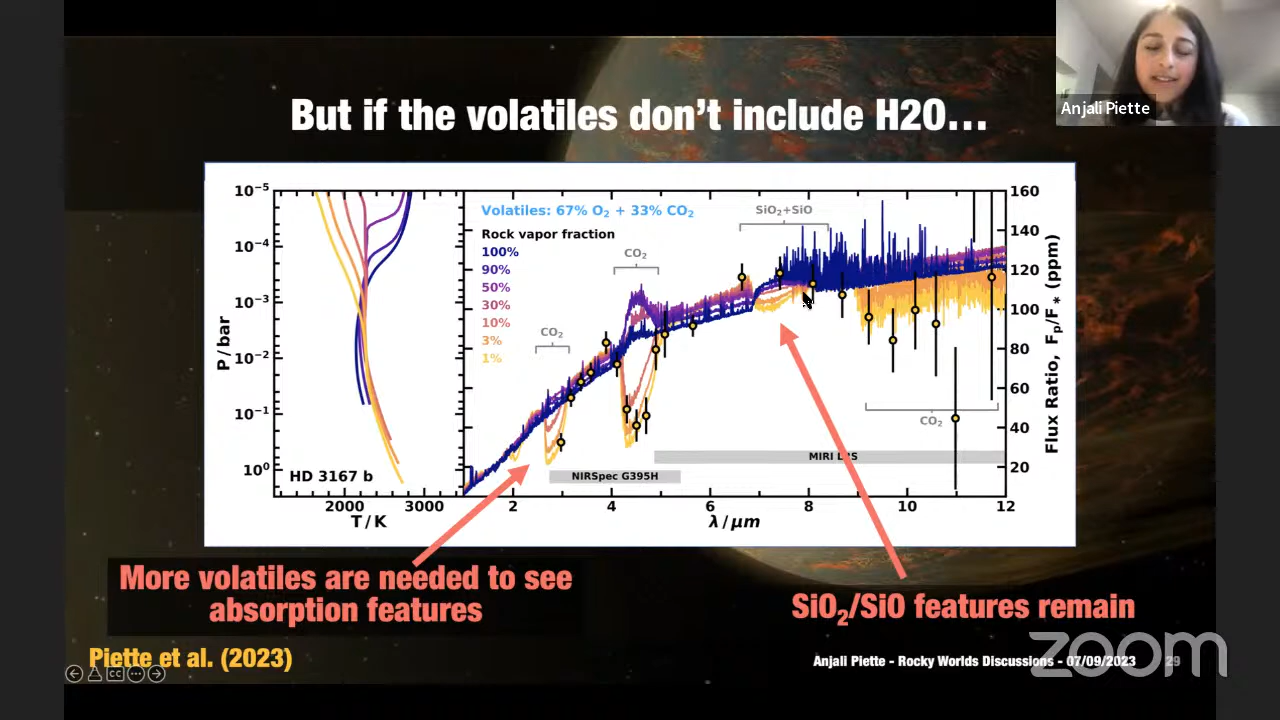 Anjali Piette
But if the volatiles don't include H2O…
Volatiles: 67% O₂ + 33% CO₂
Rock vapor fraction
100%
90%
50%
30%
10%
3%
1%
CO₂
CO₂
SiO₂+SiO
CO₂
10⁻⁵
10⁻⁴
10⁻³
10⁻²
10⁻¹
10⁰
P/bar
HD 3167 b
2000 3000
T/K
NIRSpec G395H
MIRI LRS
2 4 6 8 10 12
λ/μm
160
140
120
100
80
60
40
20
Flux Ratio, Fₚ/F⋆ (ppm)
More volatiles are needed to see
absorption features
SiO₂/SiO features remain
Piette et al. (2023)
CC
Anjali Piette - Rocky Worlds Discussions - 07/09/2023 29
zoom